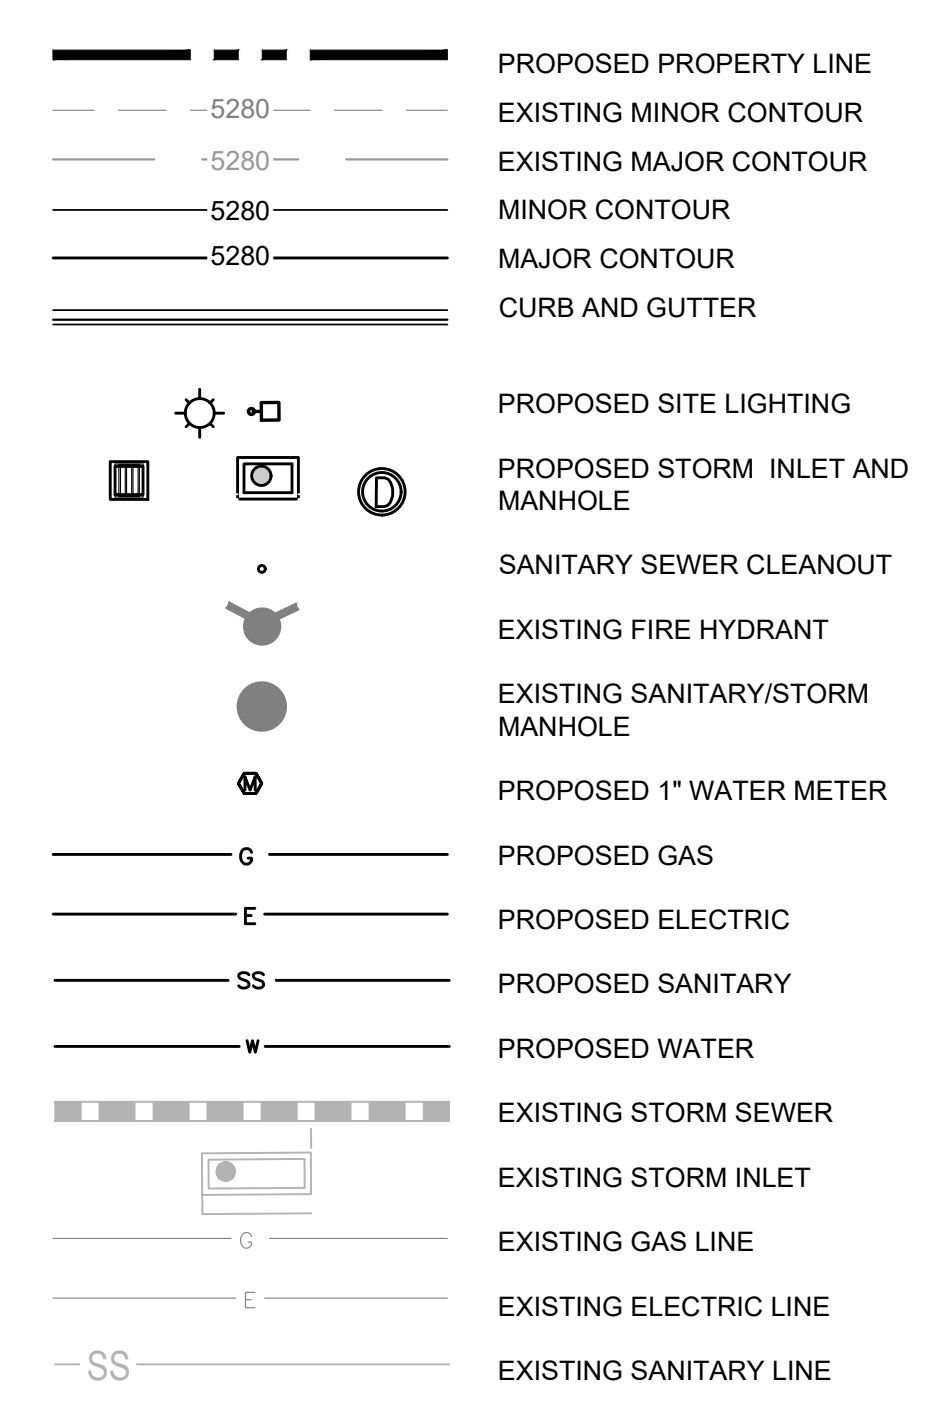 PROPOSED PROPERTY LINE
5280 EXISTING MINOR CONTOUR
5280 EXISTING MAJOR CONTOUR
5280 MINOR CONTOUR
5280 MAJOR CONTOUR
CURB AND GUTTER
PROPOSED SITE LIGHTING
D PROPOSED STORM INLET AND
MANHOLE
SANITARY SEWER CLEANOUT
EXISTING FIRE HYDRANT
EXISTING SANITARY/STORM
MANHOLE
M PROPOSED 1" WATER METER
G PROPOSED GAS
E PROPOSED ELECTRIC
SS PROPOSED SANITARY
W PROPOSED WATER
EXISTING STORM SEWER
EXISTING STORM INLET
G EXISTING GAS LINE
E EXISTING ELECTRIC LINE
SS EXISTING SANITARY LINE